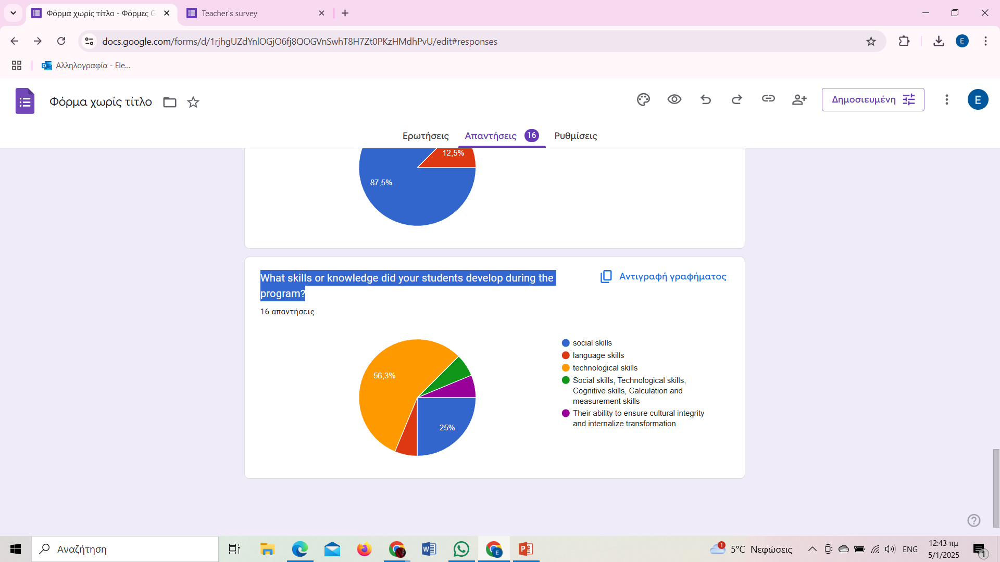 Φόρμα χωρίς τίτλο - Φόρμες G
Teacher's survey
docs.google.com/forms/d/1rjhgUZdYnlOGjO6fj8QOGVnSwhT8H7Zt0PKzHMdhPvU/edit#responses
E
Αλληλογραφία - Ele...
Φόρμα χωρίς τίτλο
Δημοσιευμένη
E
Ερωτήσεις
Απαντήσεις
16
Ρυθμίσεις
12,5%
87,5%
What skills or knowledge did your students develop during the
program?
Αντιγραφή γραφήματος
16 απαντήσεις
56,3%
25%
social skills
language skills
technological skills
Social skills, Technological skills,
Cognitive skills, Calculation and
measurement skills
Their ability to ensure cultural integrity
and internalize transformation
Αναζήτηση
1
5°C Νεφώσεις
ENG
12:43 πμ
5/1/2025
1